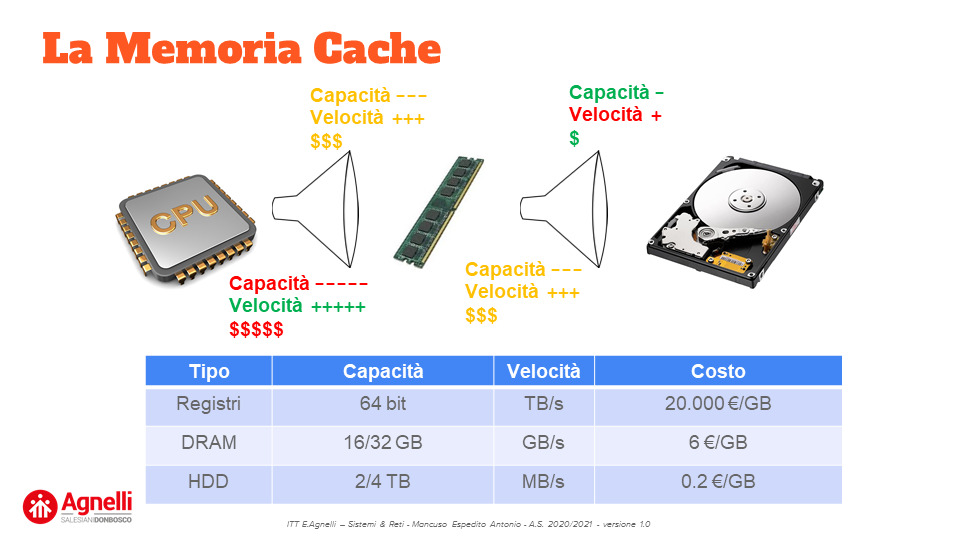 La Memoria Cache
Capacità ---
Velocità +++
$$$
Capacità -
Velocità +
$
CPU
Capacità -----
Velocità +++++
$$$$$
Capacità ---
Velocità +++
$$$
Tipo Capacità Velocità Costo
Registri 64 bit TB/s 20.000 €/GB
DRAM 16/32 GB GB/s 6 €/GB
HDD 2/4 TB MB/s 0.2 €/GB
Agnelli
SALESIANI DONBOSCO
ITT E.Agnelli – Sistemi & Reti - Mancuso Espedito Antonio - A.S. 2020/2021 - versione 1.0